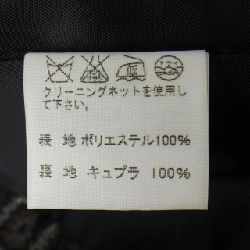 クリーニングネットを使用し
て下さい。
表 地 ポリエステル100%
裏 地 キュプラ 100%